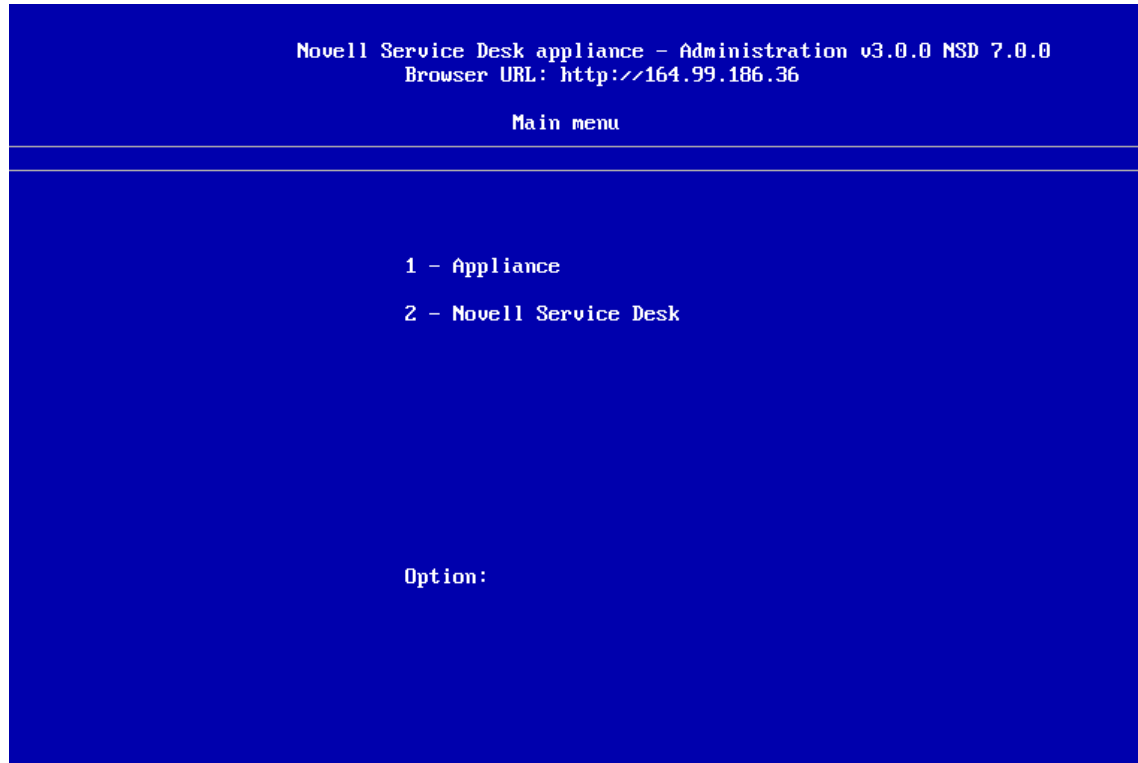 Novell Service Desk appliance - Administration v3.0.0 NSD 7.0.0
Browser URL: http://164.99.186.36
Main menu
1 - Appliance
2 - Novell Service Desk
Option: